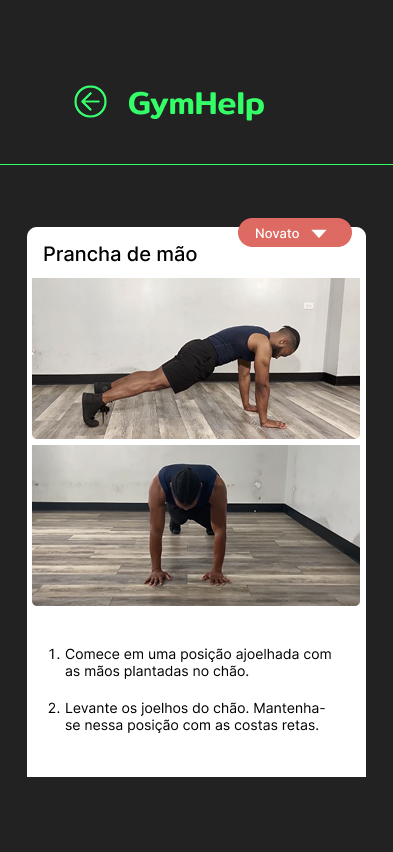 GymHelp
Novato
Prancha de mão
1. Comece em uma posição ajoelhada com
as mãos plantadas no chão.
2. Levante os joelhos do chão. Mantenha-
se nessa posição com as costas retas.